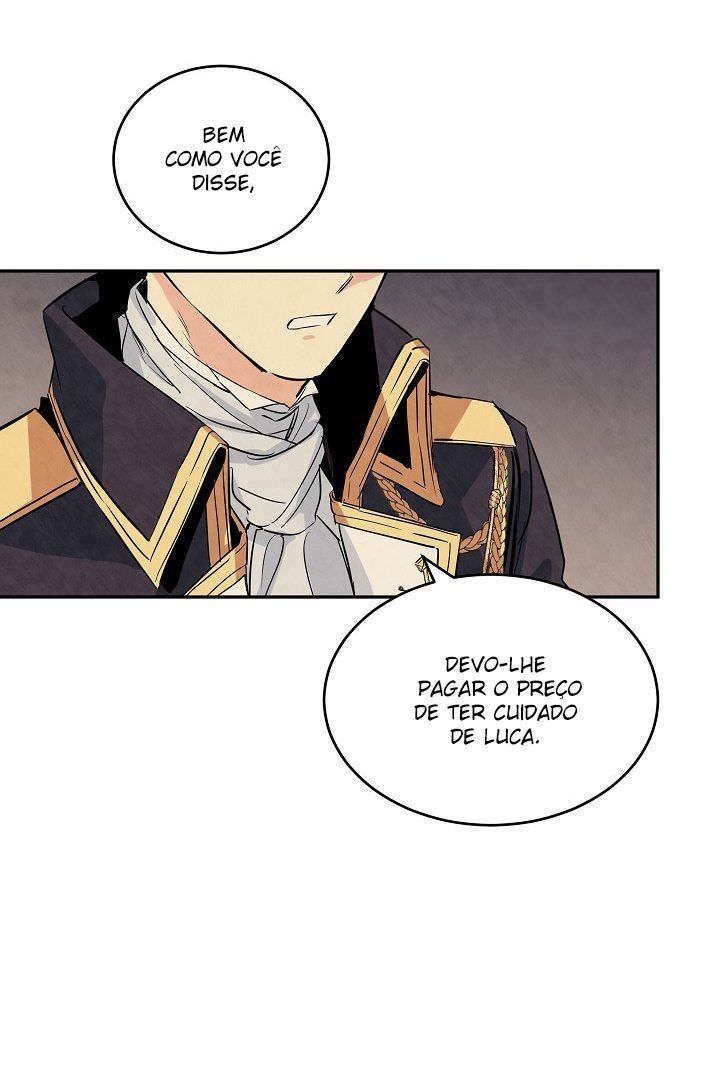 BEM
COMO VOCÊ
DISSE,
DEVO-LHE
PAGAR O PREÇO
DE TER CUIDADO
DE LUCA.